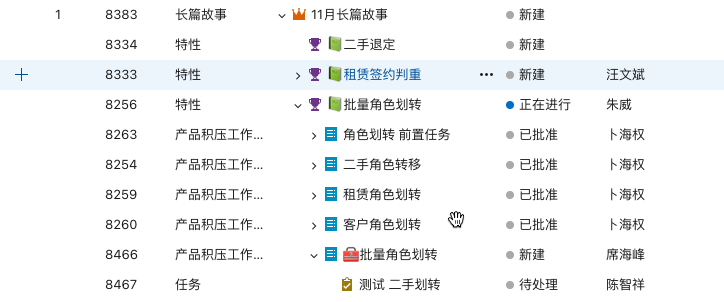 1 8383 长篇故事 11月长篇故事 新建
8334 特性 二手退定 新建
8333 特性 租赁签约判重 ••• 新建 汪文斌
8256 特性 批量角色划转 正在进行 朱威
8263 产品积压工作... 角色划转 前置任务 已批准 卜海权
8254 产品积压工作... 二手角色转移 已批准 卜海权
8259 产品积压工作... 租赁角色划转 已批准 卜海权
8260 产品积压工作... 客户角色划转 已批准 卜海权
8466 产品积压工作... 批量角色划转 新建 席海峰
8467 任务 测试 二手划转 待处理 陈智祥